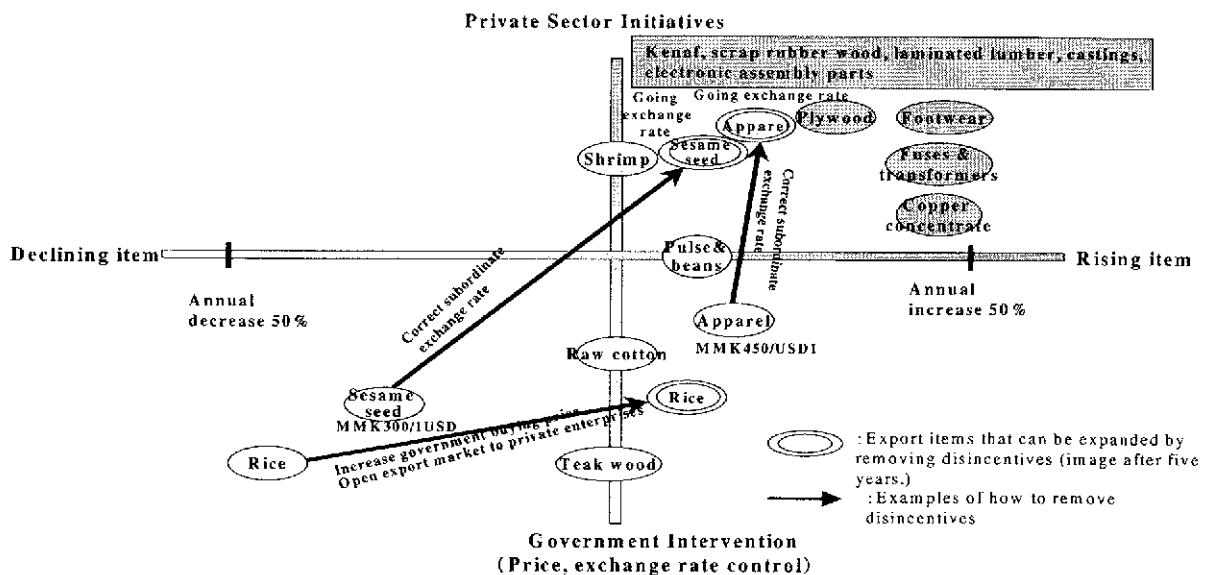 Private Sector Initiatives
Kenaf, scrap rubber wood, laminated lumber, castings,
electronic assembly parts
Going
exchange
rate
Going exchange rate
Apparel
Plywood
Footwear
Shrimp
Sesame
seed
Fuses &
transformers
Copper
concentrate
Correct subordinate
exchange rate
Declining item
Pulse&
beans
Rising item
Annual
decrease 50%
Correct subordinate
exchange rate
Annual
increase 50%
Apparel
MMK450/USD1
Raw cotton
Sesame
seed
MMK300/1USD
Rice
Increase government buying price
Open export market to private enterprises
Rice
Teak wood
:Export items that can be expanded by
removing disincentives (image after five
years.)
:Examples of how to remove
disincentives
Government Intervention
(Price, exchange rate control)